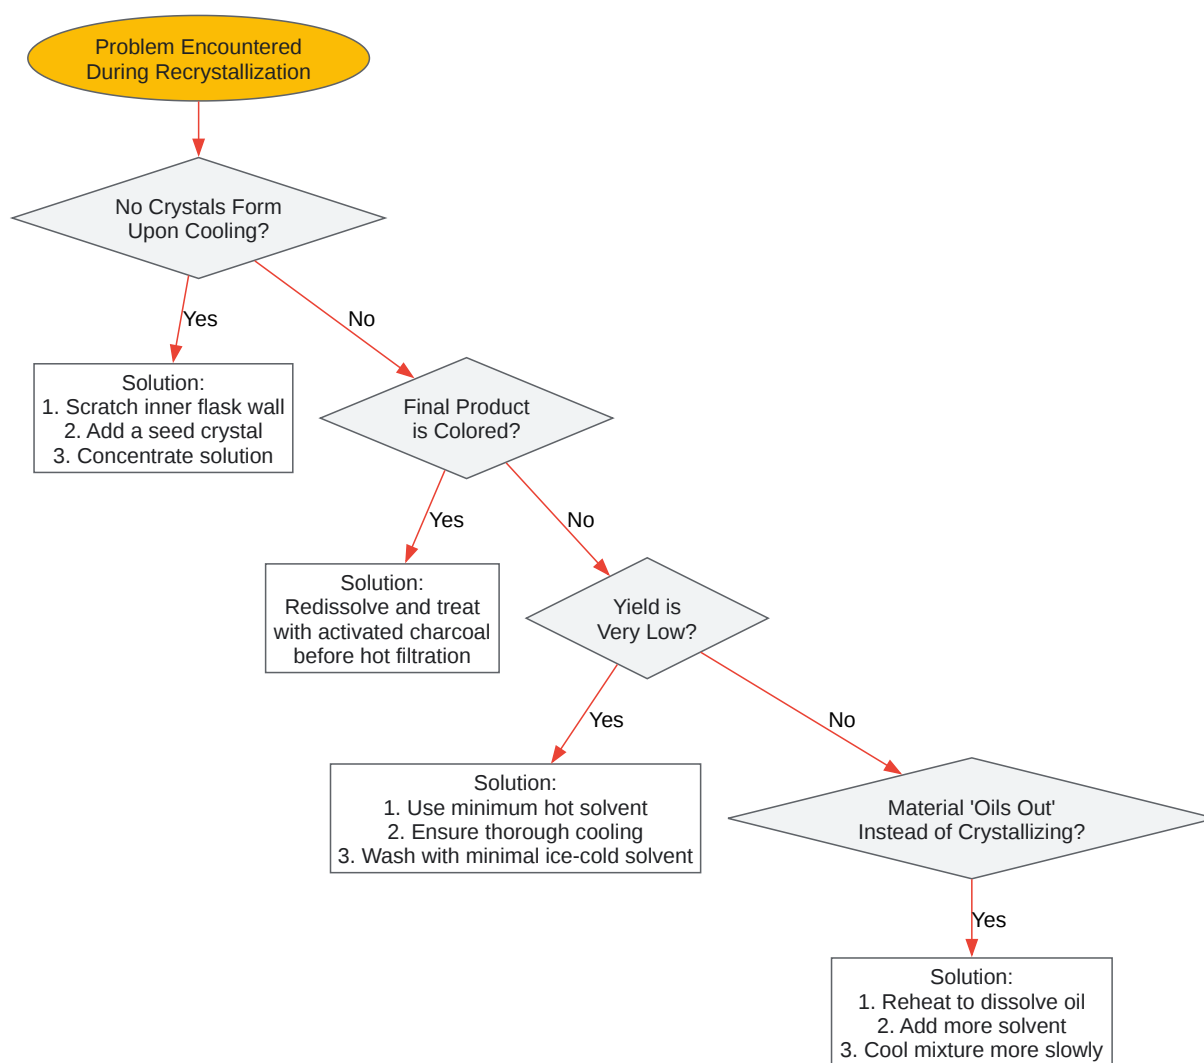 Problem Encountered
During Recrystallization
No Crystals Form
Upon Cooling?
Yes
No
Solution:
1. Scratch inner flask wall
2. Add a seed crystal
3. Concentrate solution
Final Product
is Colored?
Yes
No
Solution:
Redissolve and treat
with activated charcoal
before hot filtration
Yield is
Very Low?
Yes
No
Solution:
1. Use minimum hot solvent
2. Ensure thorough cooling
3. Wash with minimal ice-cold solvent
Material 'Oils Out'
Instead of Crystallizing?
Yes
Solution:
1. Reheat to dissolve oil
2. Add more solvent
3. Cool mixture more slowly